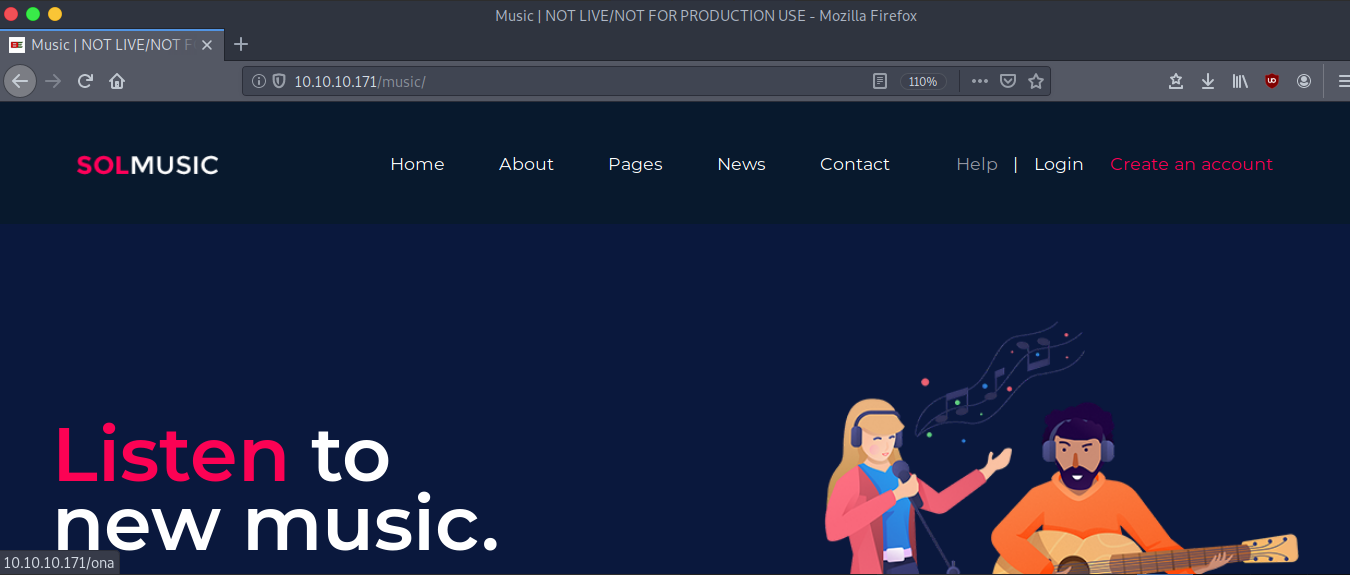 Music | NOT LIVE/NOT FOR PRODUCTION USE - Mozilla Firefox
Music | NOT LIVE/NOT F
10.10.10.171/music/
110%
SOLMUSIC
Home About Pages News Contact Help | Login Create an account
Listen to
new music.
10.10.10.171/ona